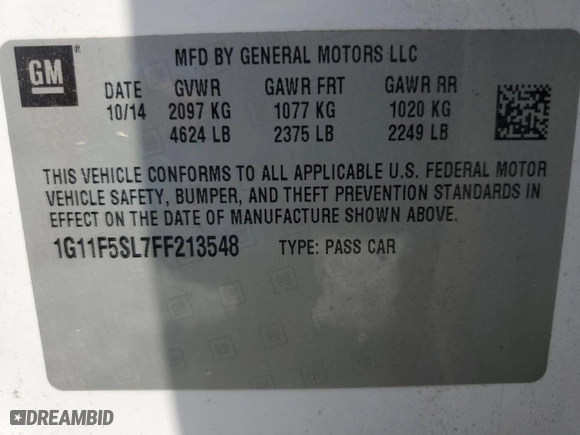 GM ® MFD BY GENERAL MOTORS LLC
DATE GVWR GAWR FRT GAWR RR
10/14 2097 KG 1077 KG 1020 KG
4624 LB 2375 LB 2249 LB
THIS VEHICLE CONFORMS TO ALL APPLICABLE U.S. FEDERAL MOTOR
VEHICLE SAFETY, BUMPER, AND THEFT PREVENTION STANDARDS IN
EFFECT ON THE DATE OF MANUFACTURE SHOWN ABOVE.
1G11F5SL7FF213548 TYPE: PASS CAR
DREAMBID